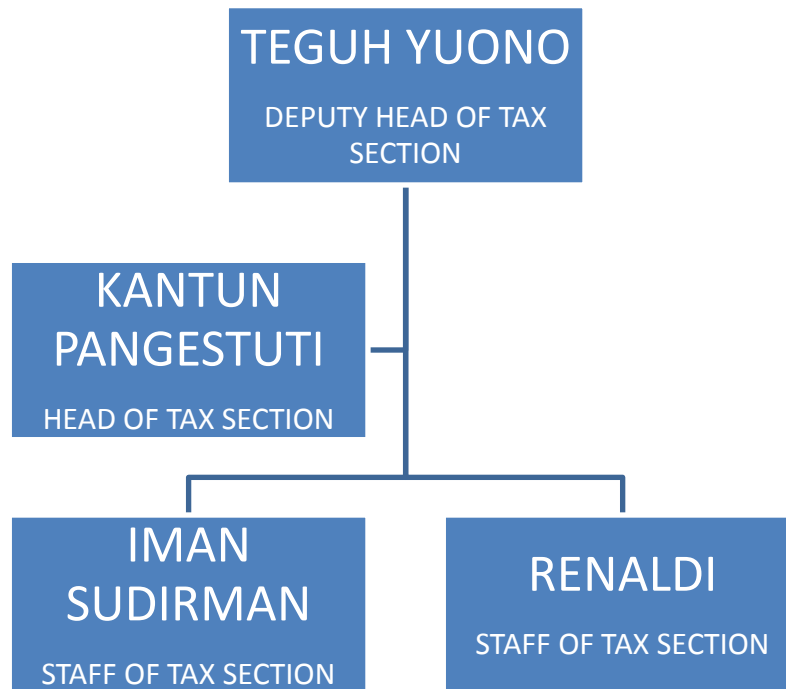 TEGUH YUONO
DEPUTY HEAD OF TAX
SECTION
KANTUN
PANGESTUTI
HEAD OF TAX SECTION
IMAN
SUDIRMAN
STAFF OF TAX SECTION
RENALDI
STAFF OF TAX SECTION